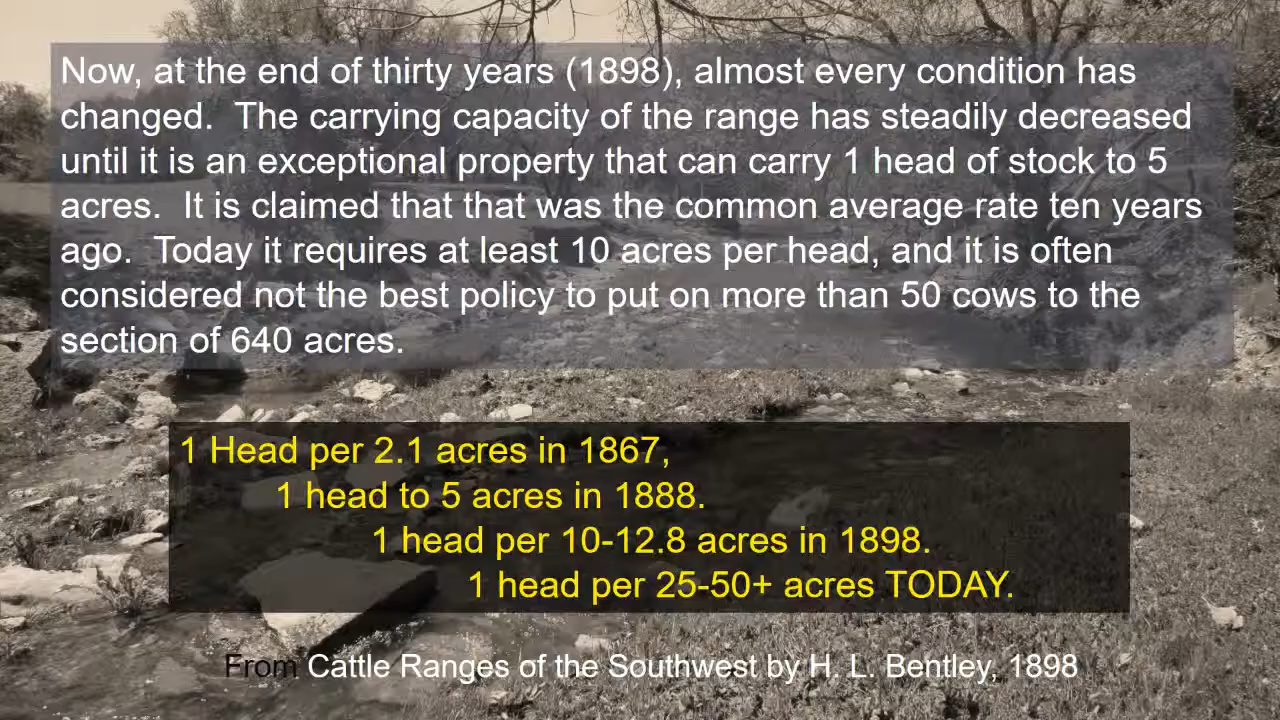 Now, at the end of thirty years (1898), almost every condition has
changed.  The carrying capacity of the range has steadily decreased
until it is an exceptional property that can carry 1 head of stock to 5
acres.  It is claimed that that was the common average rate ten years
ago.  Today it requires at least 10 acres per head, and it is often
considered not the best policy to put on more than 50 cows to the
section of 640 acres.
1 Head per 2.1 acres in 1867,
1 head to 5 acres in 1888.
1 head per 10-12.8 acres in 1898.
1 head per 25-50+ acres TODAY.
From Cattle Ranges of the Southwest by H. L. Bentley, 1898